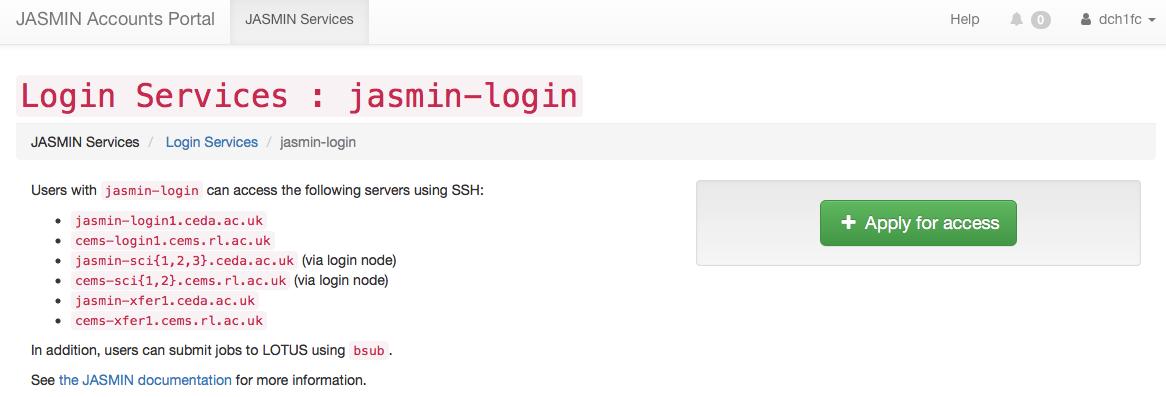 JASMIN Accounts Portal JASMIN Services Help 0 dch1fc
Login Services : jasmin-login
JASMIN Services / Login Services / jasmin-login
Users with jasmin-login can access the following servers using SSH:
• jasmin-login1.ceda.ac.uk
• cems-login1.cems.rl.ac.uk
• jasmin-sci{1,2,3}.ceda.ac.uk (via login node)
• cems-sci{1,2}.cems.rl.ac.uk (via login node)
• jasmin-xfer1.ceda.ac.uk
• cems-xfer1.cems.rl.ac.uk
In addition, users can submit jobs to LOTUS using bsub.
See the JASMIN documentation for more information.
+ Apply for access